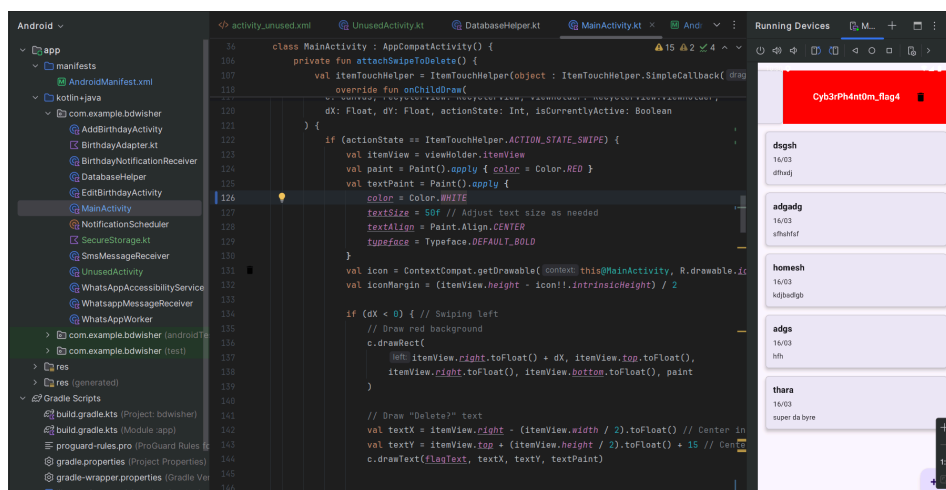 Android
activity_unused.xml
UnusedActivity.kt
DatabaseHelper.kt
MainActivity.kt
Running Devices
app
manifests
AndroidManifest.xml
kotlin+java
com.example.bdwisher
AddBirthdayActivity
BirthdayAdapter.kt
BirthdayNotificationReceiver
DatabaseHelper
EditBirthdayActivity
MainActivity
NotificationScheduler
SecureStorage.kt
SmsMessageReceiver
UnusedActivity
WhatsAppAccessibilityService
WhatsappMessageReceiver
WhatsAppWorker
com.example.bdwisher (androidTe
com.example.bdwisher (test)
res
res (generated)
Gradle Scripts
build.gradle.kts (Project: bdwisher)
build.gradle.kts (Module :app)
proguard-rules.pro (ProGuard Rules fo
gradle.properties (Project Properties)
gradle-wrapper.properties (Gradle Ver
15 2 4
36 class MainActivity : AppCompatActivity() {
106 private fun attachSwipeToDelete() {
107 val itemTouchHelper = ItemTouchHelper(object : ItemTouchHelper.SimpleCallback( drag
118 override fun onChildDraw(
120 dX: Float, dY: Float, actionState: Int, isCurrentlyActive: Boolean
121 ) {
122 if (actionState == ItemTouchHelper.ACTION_STATE_SWIPE) {
123 val itemView = viewHolder.itemView
124 val paint = Paint().apply { color = Color.RED }
125 val textPaint = Paint().apply {
126 color = Color.WHITE
127 textSize = 50f // Adjust text size as needed
128 textAlign = Paint.Align.CENTER
129 typeface = Typeface.DEFAULT_BOLD
130 }
131 val icon = ContextCompat.getDrawable( context: this@MainActivity, R.drawable.ic
132 val iconMargin = (itemView.height - icon!!.intrinsicHeight) / 2
133
134 if (dX < 0) { // Swiping left
135 // Draw red background
136 c.drawRect(
137 left: itemView.right.toFloat() + dX, itemView.top.toFloat(),
138 itemView.right.toFloat(), itemView.bottom.toFloat(), paint
139 )
140
141 // Draw "Delete?" text
142 val textX = itemView.right - (itemView.width / 2).toFloat() // Center in
143 val textY = itemView.top + (itemView.height / 2).toFloat() + 15 // Cente
144 c.drawText(flagText, textX, textY, textPaint)
145
146
Cyb3rPh4nt0m_flag4
dsgsh
16/03
dfhxdj
adgadg
16/03
sfhshfsf
homesh
16/03
kdjbadlgb
adgs
16/03
hfh
thara
16/03
super da byre